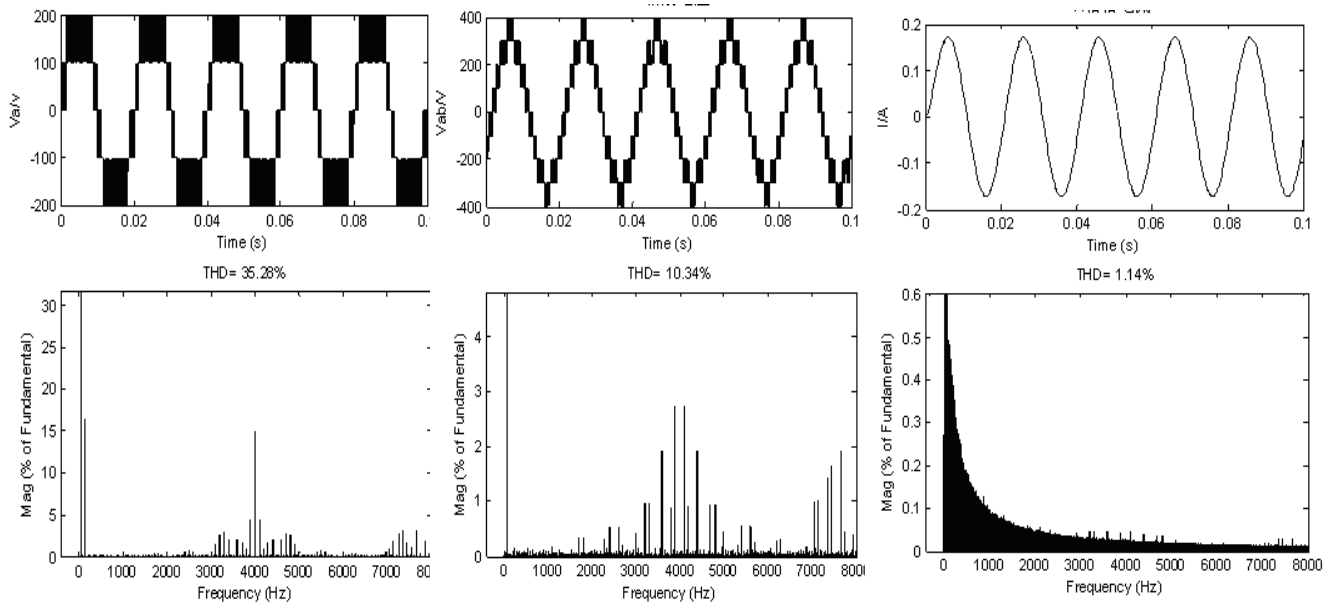 200
100
0
-100
-200
Va/v
0 0.02 0.04 0.06 0.08 0.1
Time (s)
400
200
0
-200
-400
Vab/V
0 0.02 0.04 0.06 0.08 0.1
Time (s)
0.2
0.1
0
-0.1
-0.2
I/A
0 0.02 0.04 0.06 0.08 0.1
Time (s)
THD= 35.28%
30
25
20
15
10
5
0
Mag (% of Fundamental)
0 1000 2000 3000 4000 5000 6000 7000
Frequency (Hz)
THD= 10.34%
4
3
2
1
0
Mag (% of Fundamental)
0 1000 2000 3000 4000 5000 6000 7000 8000
Frequency (Hz)
THD= 1.14%
0.6
0.5
0.4
0.3
0.2
0.1
0
Mag (% of Fundamental)
0 1000 2000 3000 4000 5000 6000 7000 8000
Frequency (Hz)